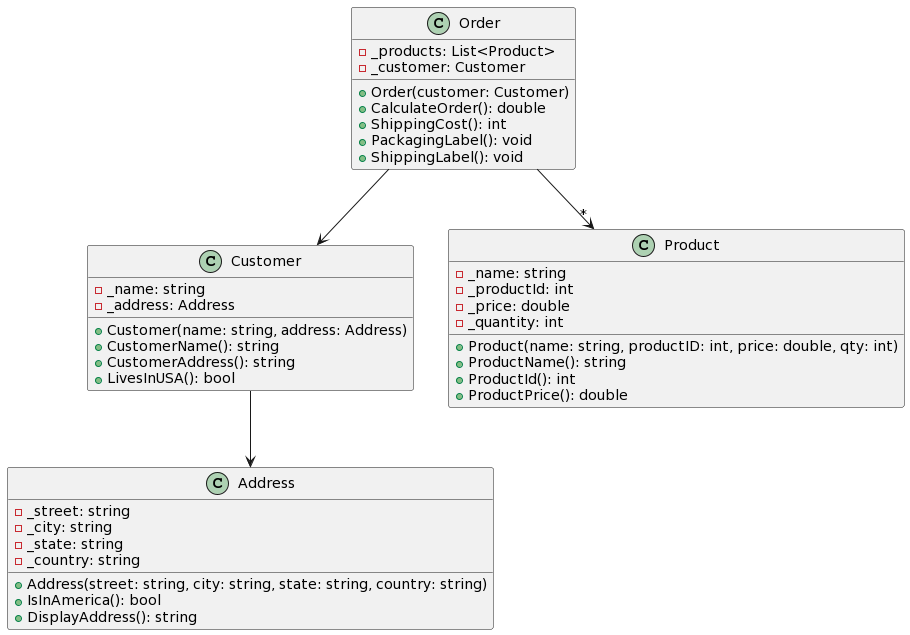 C Order
_products: List<Product>
_customer: Customer
Order(customer: Customer)
CalculateOrder(): double
ShippingCost(): int
PackagingLabel(): void
ShippingLabel(): void
*
C Customer
_name: string
_address: Address
Customer(name: string, address: Address)
CustomerName(): string
CustomerAddress(): string
LivesInUSA(): bool
C Product
_name: string
_productId: int
_price: double
_quantity: int
Product(name: string, productID: int, price: double, qty: int)
ProductName(): string
ProductId(): int
ProductPrice(): double
C Address
_street: string
_city: string
_state: string
_country: string
Address(street: string, city: string, state: string, country: string)
IsInAmerica(): bool
DisplayAddress(): string